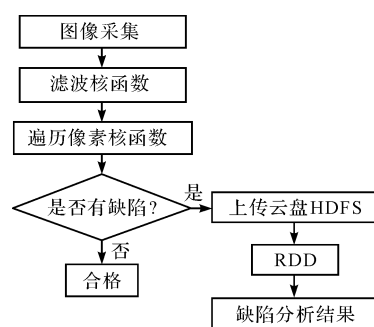 图像采集
滤波核函数
遍历像素核函数
是否有缺陷?
是
否
上传云盘HDFS
合格
RDD
缺陷分析结果